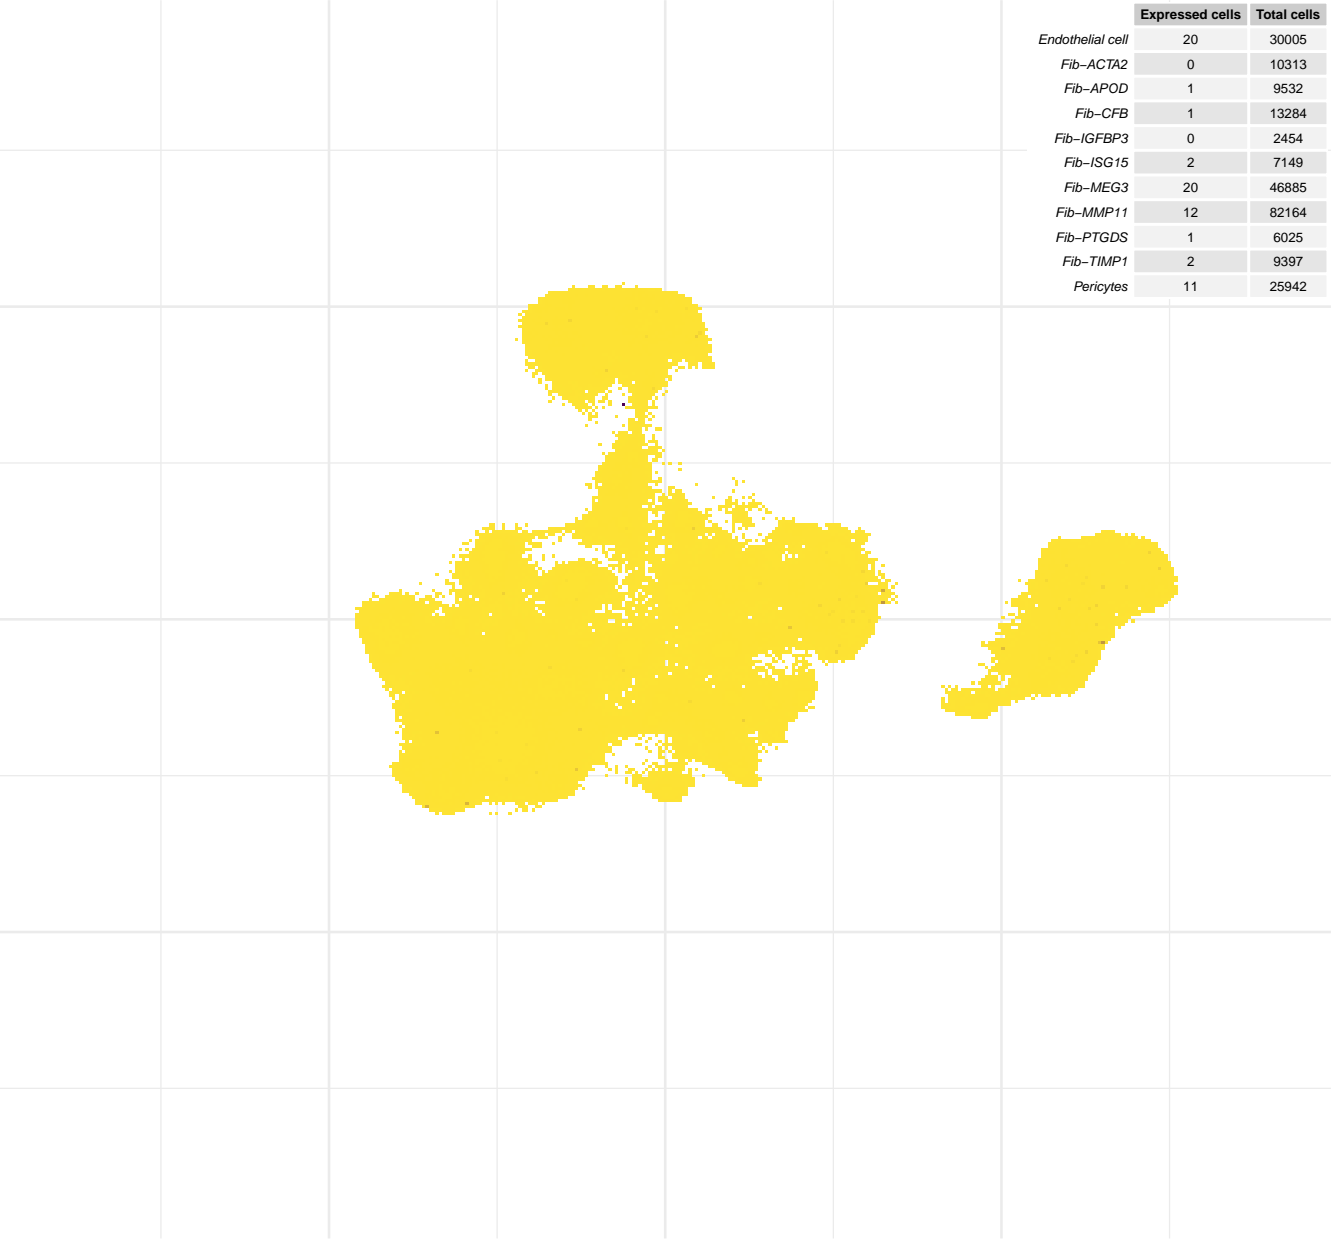 Expressed cells Total cells
Endothelial cell 20 30005
Fib−ACTA2 0 10313
Fib−APOD 1 9532
Fib−CFB 1 13284
Fib−IGFBP3 0 2454
Fib−ISG15 2 7149
Fib−MEG3 20 46885
Fib−MMP11 12 82164
Fib−PTGDS 1 6025
Fib−TIMP1 2 9397
Pericytes 11 25942